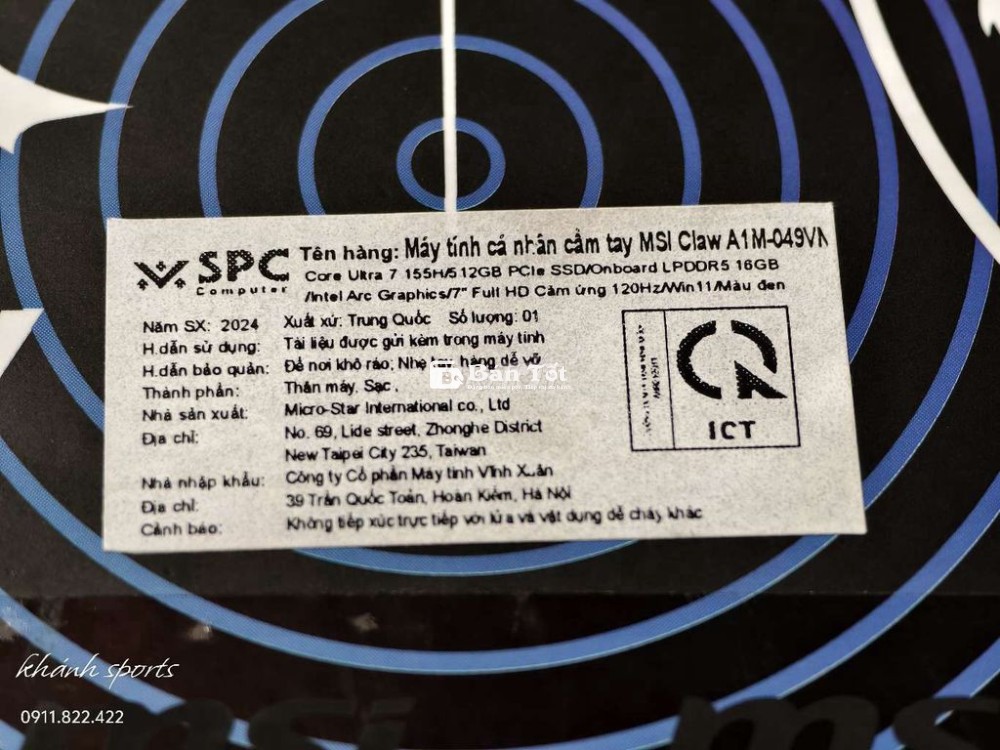 SPC
Computer
Tên hàng: Máy tính cá nhân cầm tay MSI Claw A1M-049VN
Core Ultra 7 155H/512GB PCIe SSD/Onboard LPDDR5 16GB
/Intel Arc Graphics/7" Full HD Cảm ứng 120Hz/Win11/Màu đen
Năm SX: 2024 Xuất xứ: Trung Quốc Số lượng: 01
H.dẫn sử dụng: Tài liệu được gửi kèm trong máy tính
H.dẫn bảo quản: Để nơi khô ráo; Nhẹ tay, hàng dễ vỡ
Thành phần: Thân máy, Sạc,
Nhà sản xuất: Micro-Star International co., Ltd
Địa chỉ: No. 69, Lide street, Zhonghe District
New Taipei City 235, Taiwan
Nhà nhập khẩu: Công ty Cổ phần Máy tính Vĩnh Xuân
Địa chỉ: 39 Trần Quốc Toản, Hoàn Kiếm, Hà Nội
Cảnh báo: Không tiếp xúc trực tiếp với lửa và vật dụng dễ cháy khác
ICT
Bán Tốt
khánh sports
0911.822.422
msi